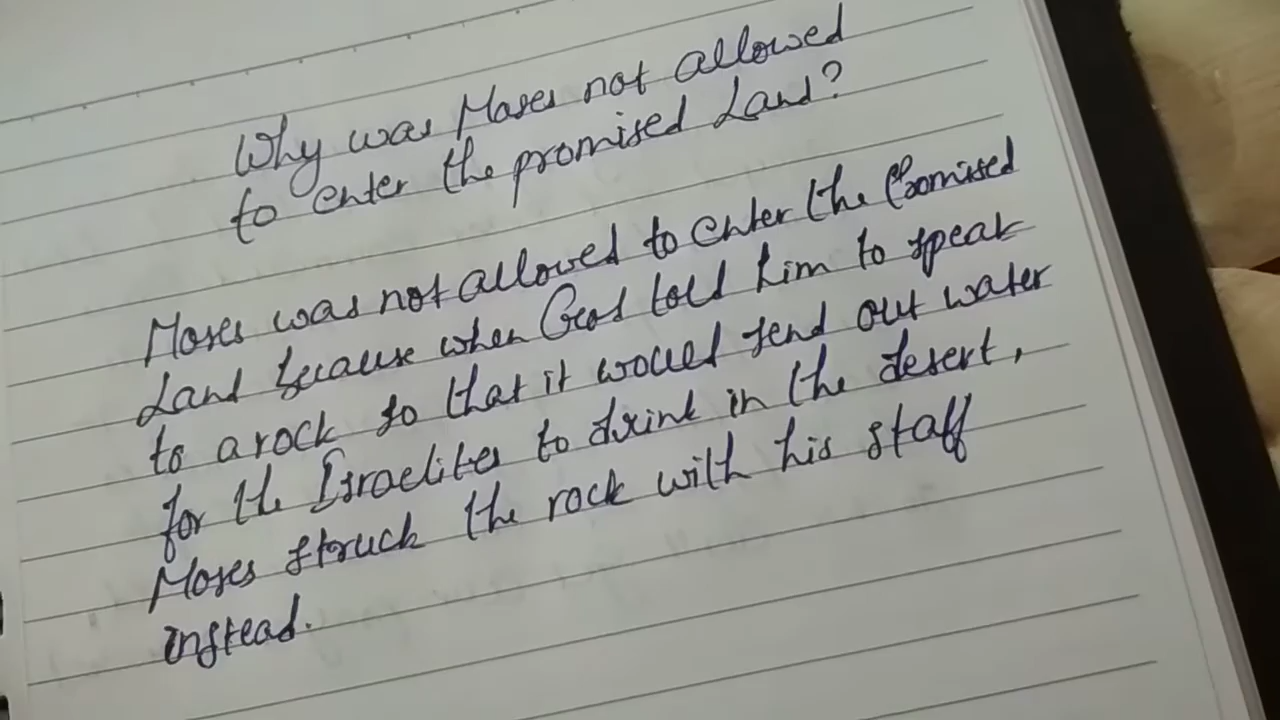 Why was Moses not allowed
to enter the promised Land?
Moses was not allowed to enter the Promised
Land because when God told him to speak
to a rock so that it would send out water
for the Israelites to drink in the desert,
Moses struck the rock with his staff
instead.